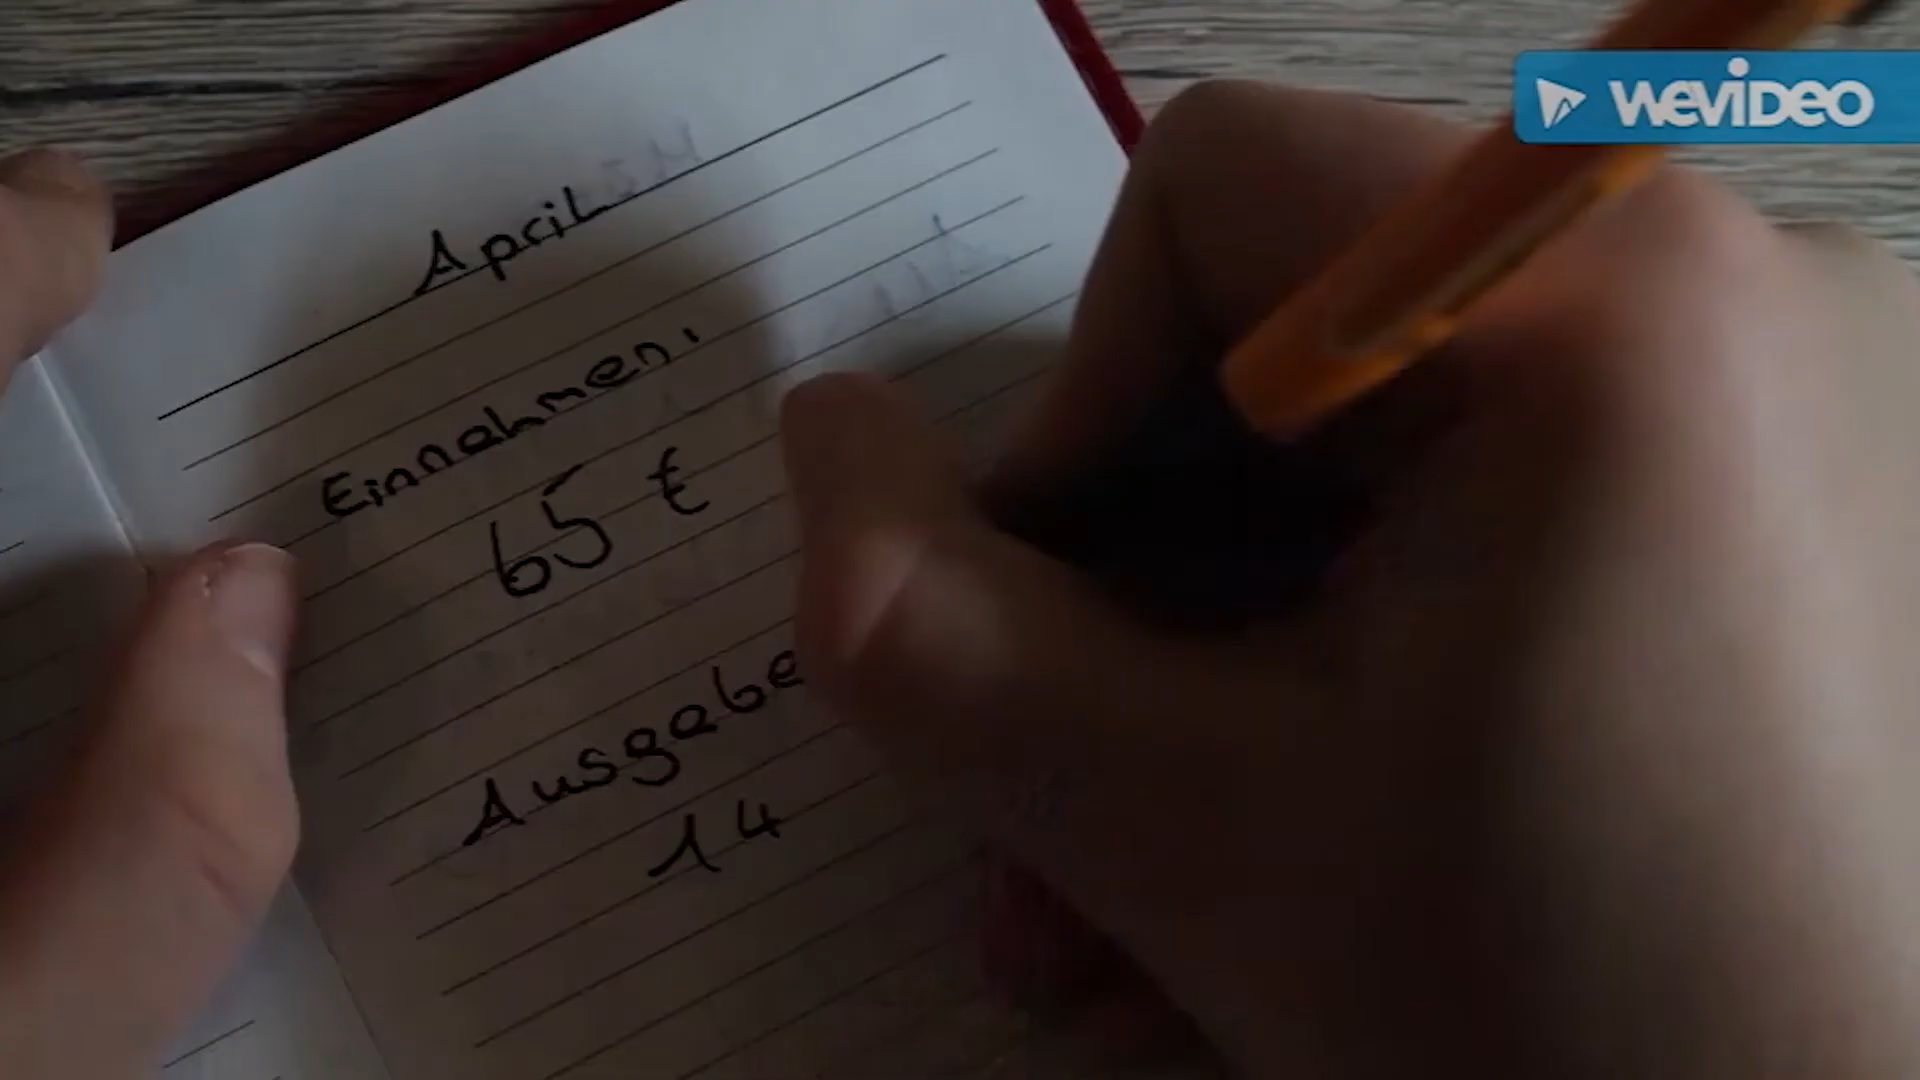 WEVIDEO
April
Einnahmen:
65 €
Ausgabe
14